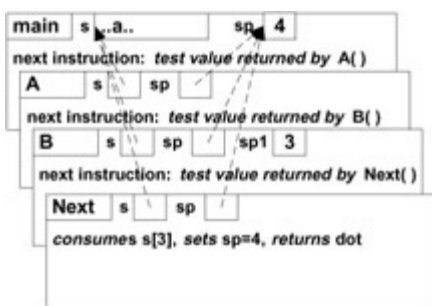 main s ..a.. sp 4
next instruction: test value returned by A( )
A s sp
next instruction: test value returned by B( )
B s sp sp1 3
next instruction: test value returned by Next( )
Next s sp
consumes s[3], sets sp=4, returns dot